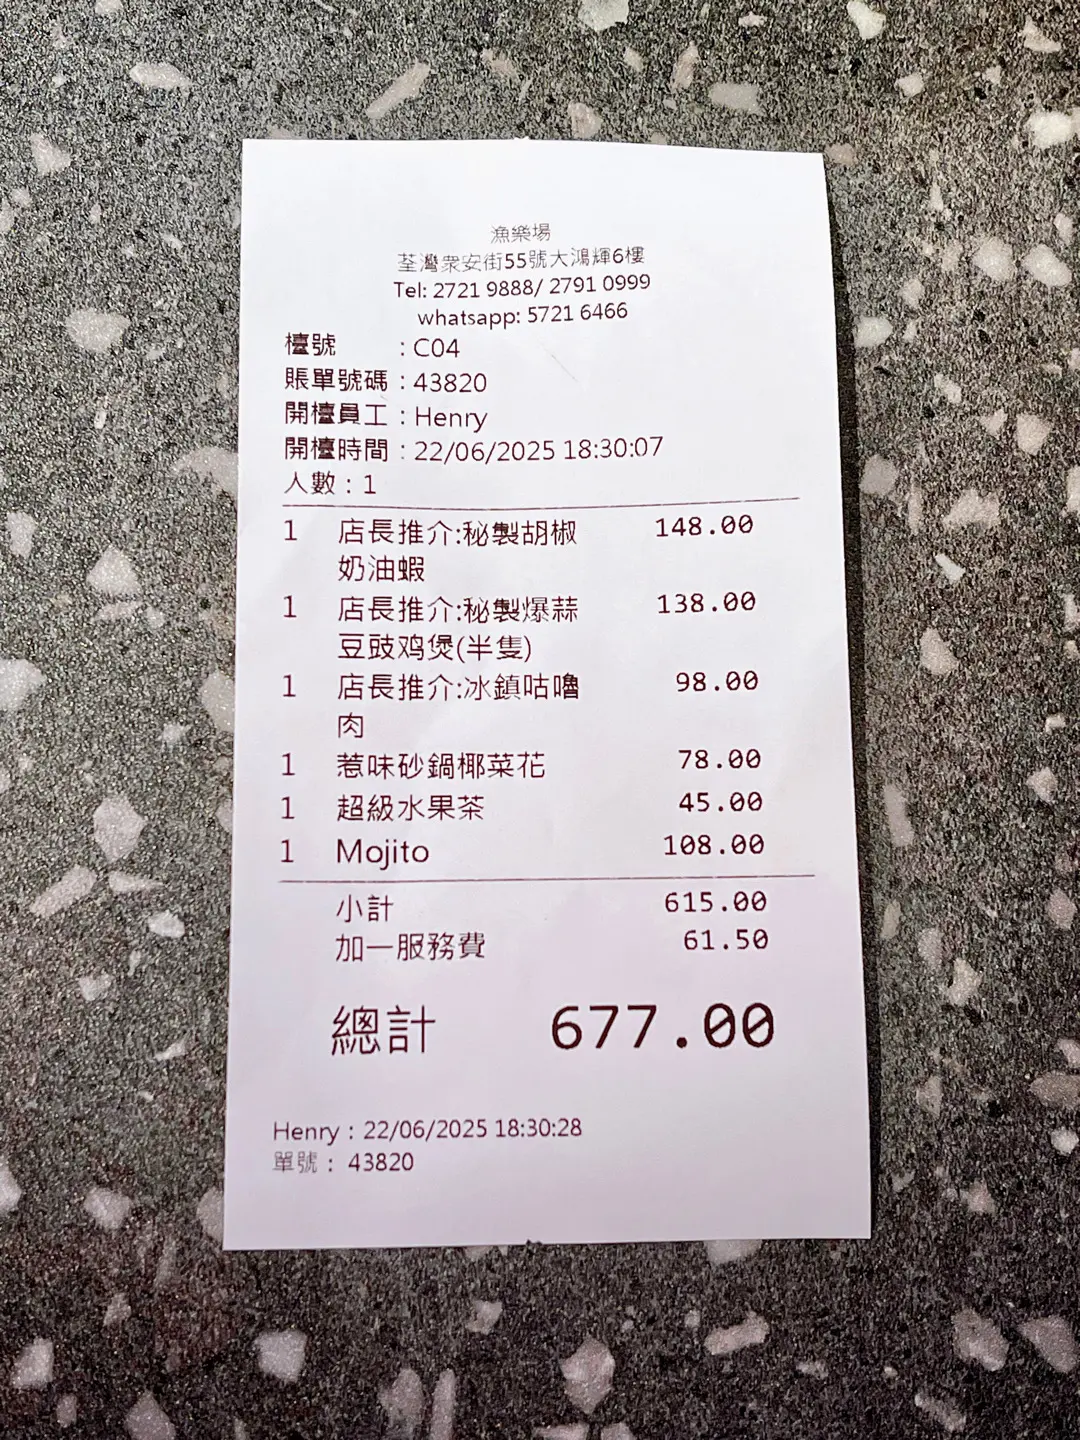 漁樂場
荃灣衆安街55號大鴻輝6樓
Tel: 2721 9888/ 2791 0999
whatsapp: 5721 6466
檯號 : C04
賬單號碼 : 43820
開檯員工 : Henry
開檯時間 : 22/06/2025 18:30:07
人數 : 1
1 店長推介:秘製胡椒 148.00
奶油蝦
1 店長推介:秘製爆蒜 138.00
豆豉鸡煲(半隻)
1 店長推介:冰鎮咕嚕 98.00
肉
1 惹味砂鍋椰菜花 78.00
1 超級水果茶 45.00
1 Mojito 108.00
小計 615.00
加一服務費 61.50
總計 677.00
Henry : 22/06/2025 18:30:28
單號 : 43820